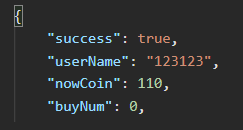 {
"success": true,
"userName": "123123",
"nowCoin": 110,
"buyNum": 0,